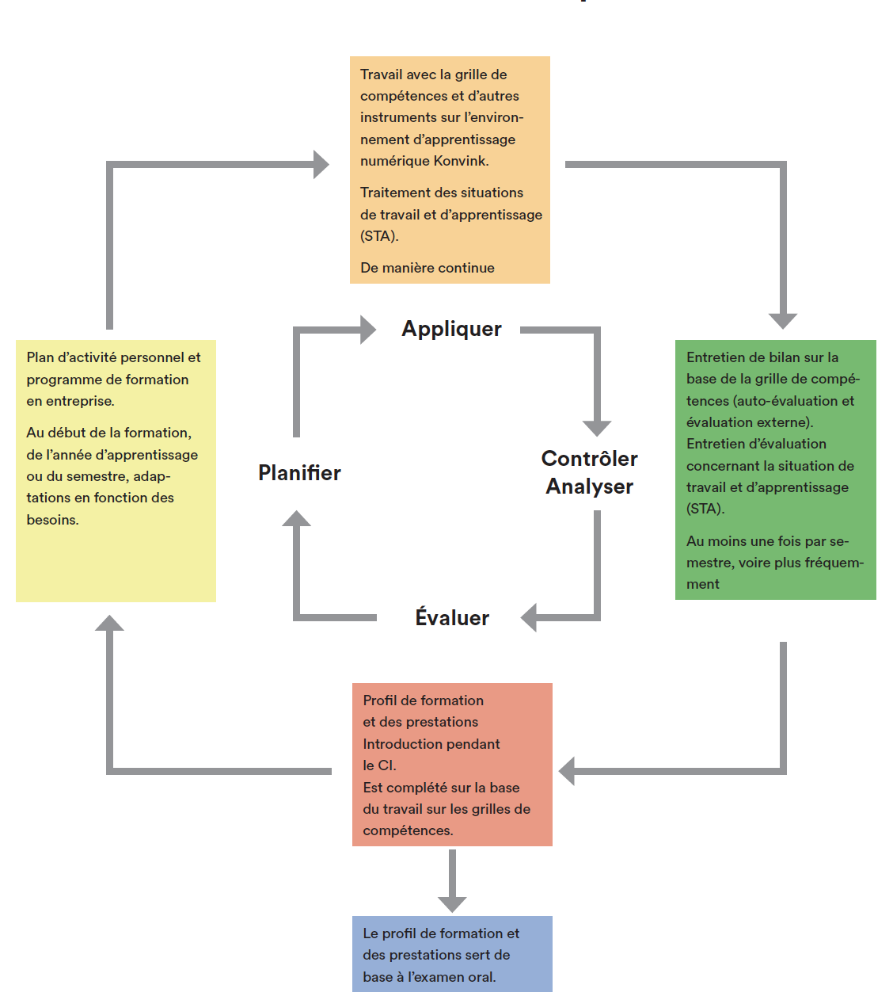 Travail avec la grille de
compétences et d’autres
instruments sur l’environ-
nement d’apprentissage
numérique Konvink.
Traitement des situations
de travail et d’apprentissage
(STA).
De manière continue
Appliquer
Plan d’activité personnel et
programme de formation
en entreprise.
Au début de la formation,
de l’année d’apprentissage
ou du semestre, adap-
tations en fonction des
besoins.
Planifier
Contrôler
Analyser
Entretien de bilan sur la
base de la grille de compé-
tences (auto-évaluation et
évaluation externe).
Entretien d’évaluation
concernant la situation de
travail et d’apprentissage
(STA).
Au moins une fois par se-
mestre, voire plus fréquem-
ment
Évaluer
Profil de formation
et des prestations
Introduction pendant
le CI.
Est complété sur la base
du travail sur les grilles de
compétences.
Le profil de formation et
des prestations sert de
base à l’examen oral.